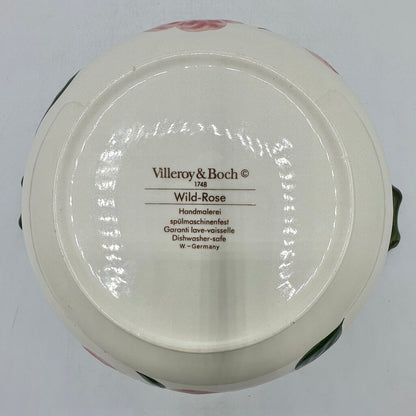 Villeroy & Boch ©
1748
Wild-Rose
Handmalerei
spülmaschinenfest
Garanti lave-vaisselle
Dishwasher-safe
W.-Germany